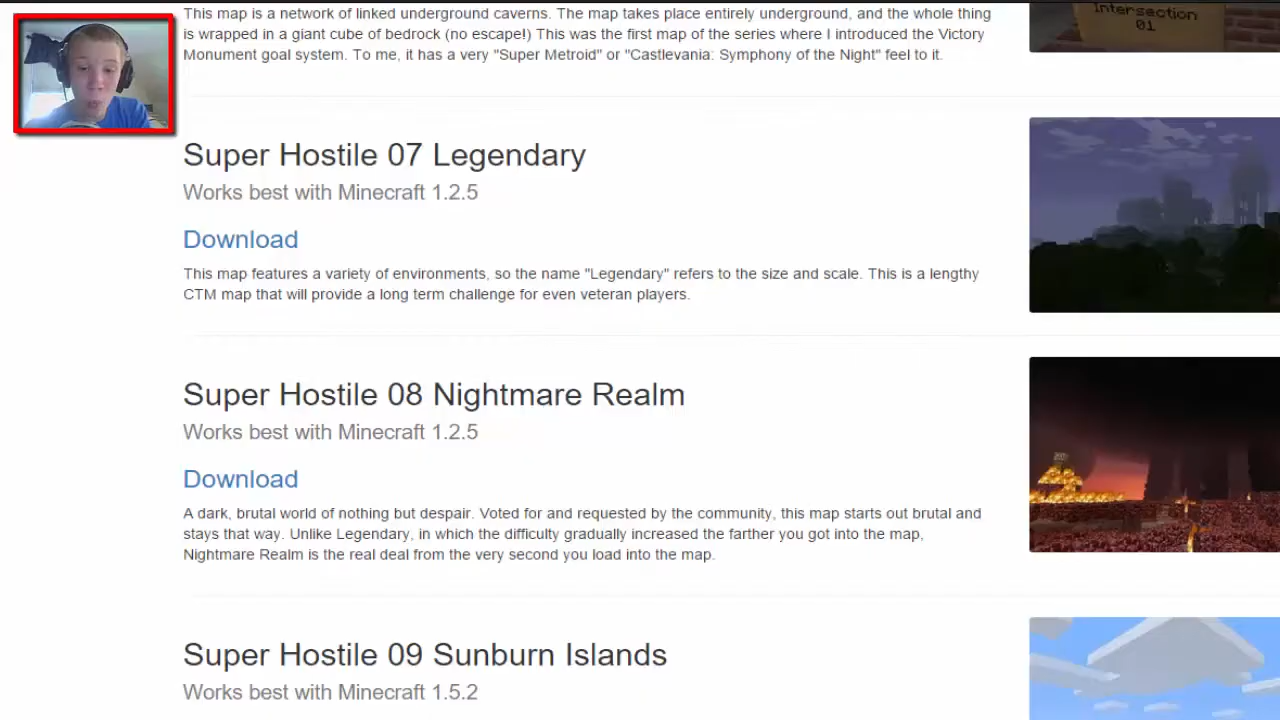 This map is a network of linked underground caverns. The map takes place entirely underground, and the whole thing
is wrapped in a giant cube of bedrock (no escape!) This was the first map of the series where I introduced the Victory
Monument goal system. To me, it has a very "Super Metroid" or "Castlevania: Symphony of the Night" feel to it.
Intersection
01
Super Hostile 07 Legendary
Works best with Minecraft 1.2.5
Download
This map features a variety of environments, so the name "Legendary" refers to the size and scale. This is a lengthy
CTM map that will provide a long term challenge for even veteran players.
Super Hostile 08 Nightmare Realm
Works best with Minecraft 1.2.5
Download
A dark, brutal world of nothing but despair. Voted for and requested by the community, this map starts out brutal and
stays that way. Unlike Legendary, in which the difficulty gradually increased the farther you got into the map,
Nightmare Realm is the real deal from the very second you load into the map.
Super Hostile 09 Sunburn Islands
Works best with Minecraft 1.5.2